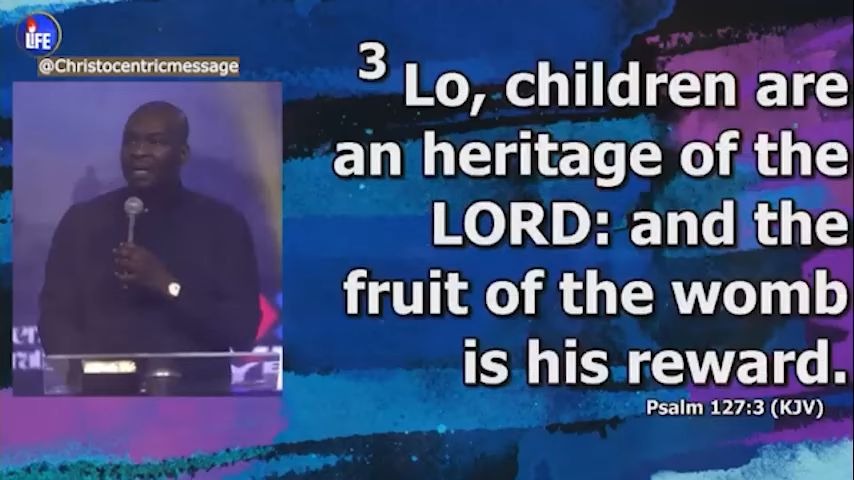 LIFE
@Christocentricmessage
3 Lo, children are
an heritage of the
LORD: and the
fruit of the womb
is his reward.
Psalm 127:3 (KJV)